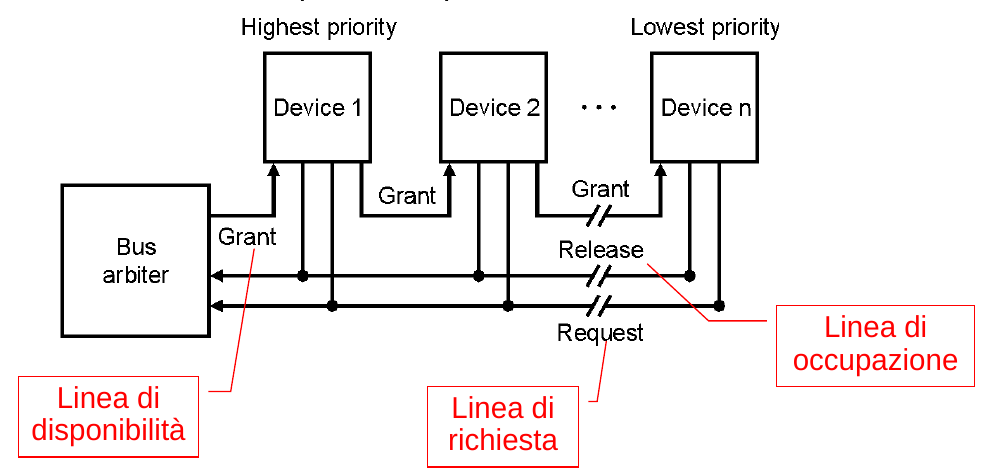 Highest priority
Lowest priority
Device 1
Device 2
...
Device n
Grant
Grant
Grant
Bus
arbiter
Release
Request
Linea di
occupazione
Linea di
disponibilità
Linea di
richiesta